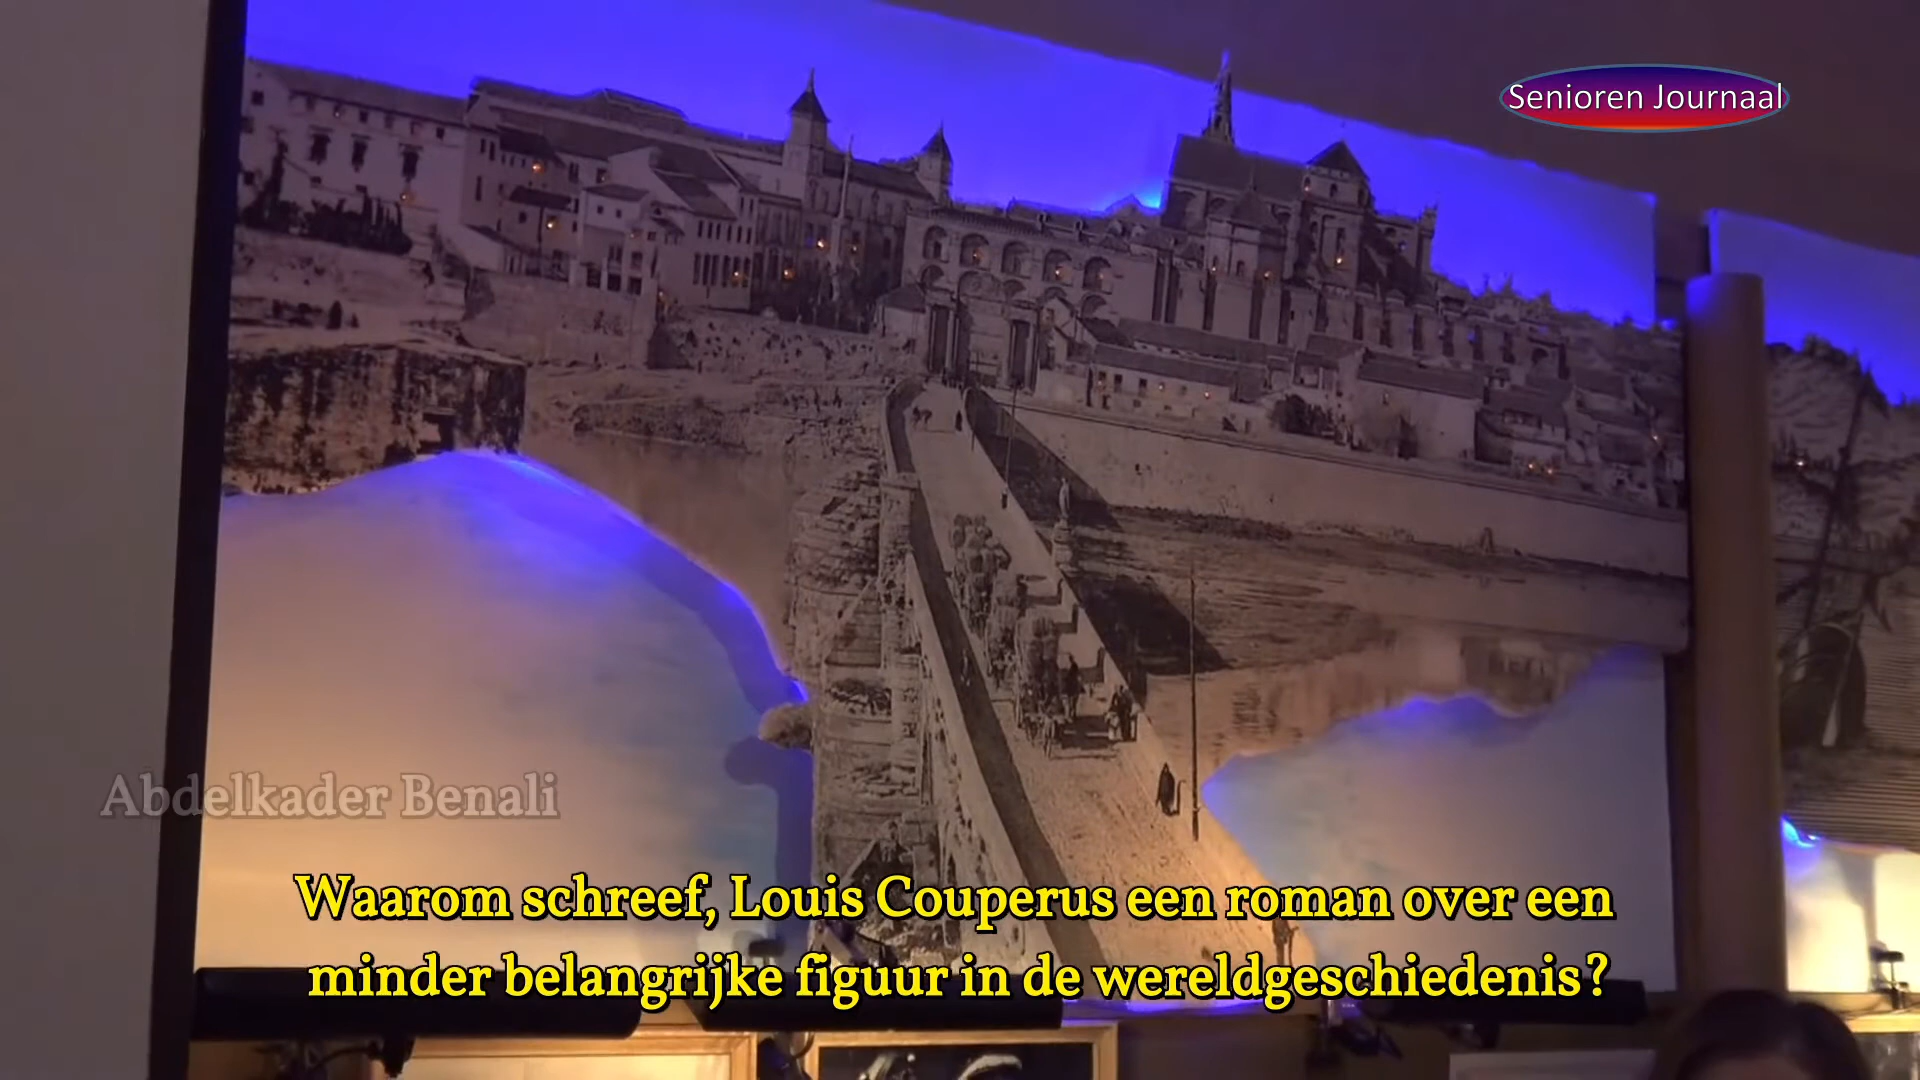 Senioren Journaal
Abdelkader Benali
Waarom schreef, Louis Couperus een roman over een
minder belangrijke figuur in de wereldgeschiedenis?